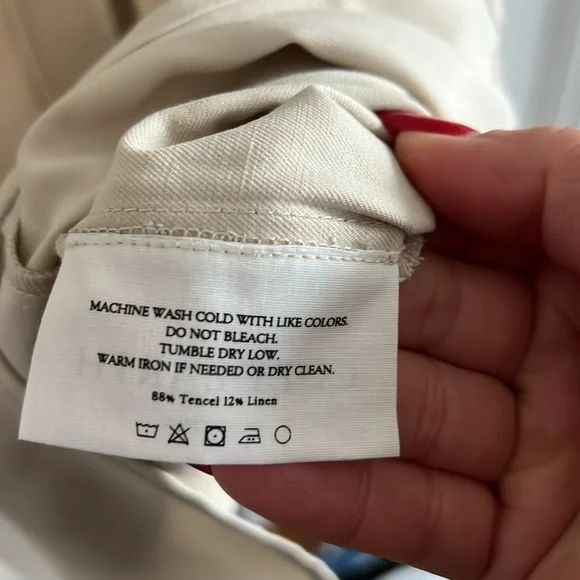 MACHINE WASH COLD WITH LIKE COLORS.
DO NOT BLEACH.
TUMBLE DRY LOW.
WARM IRON IF NEEDED OR DRY CLEAN.
88% Tencel 12% Linen